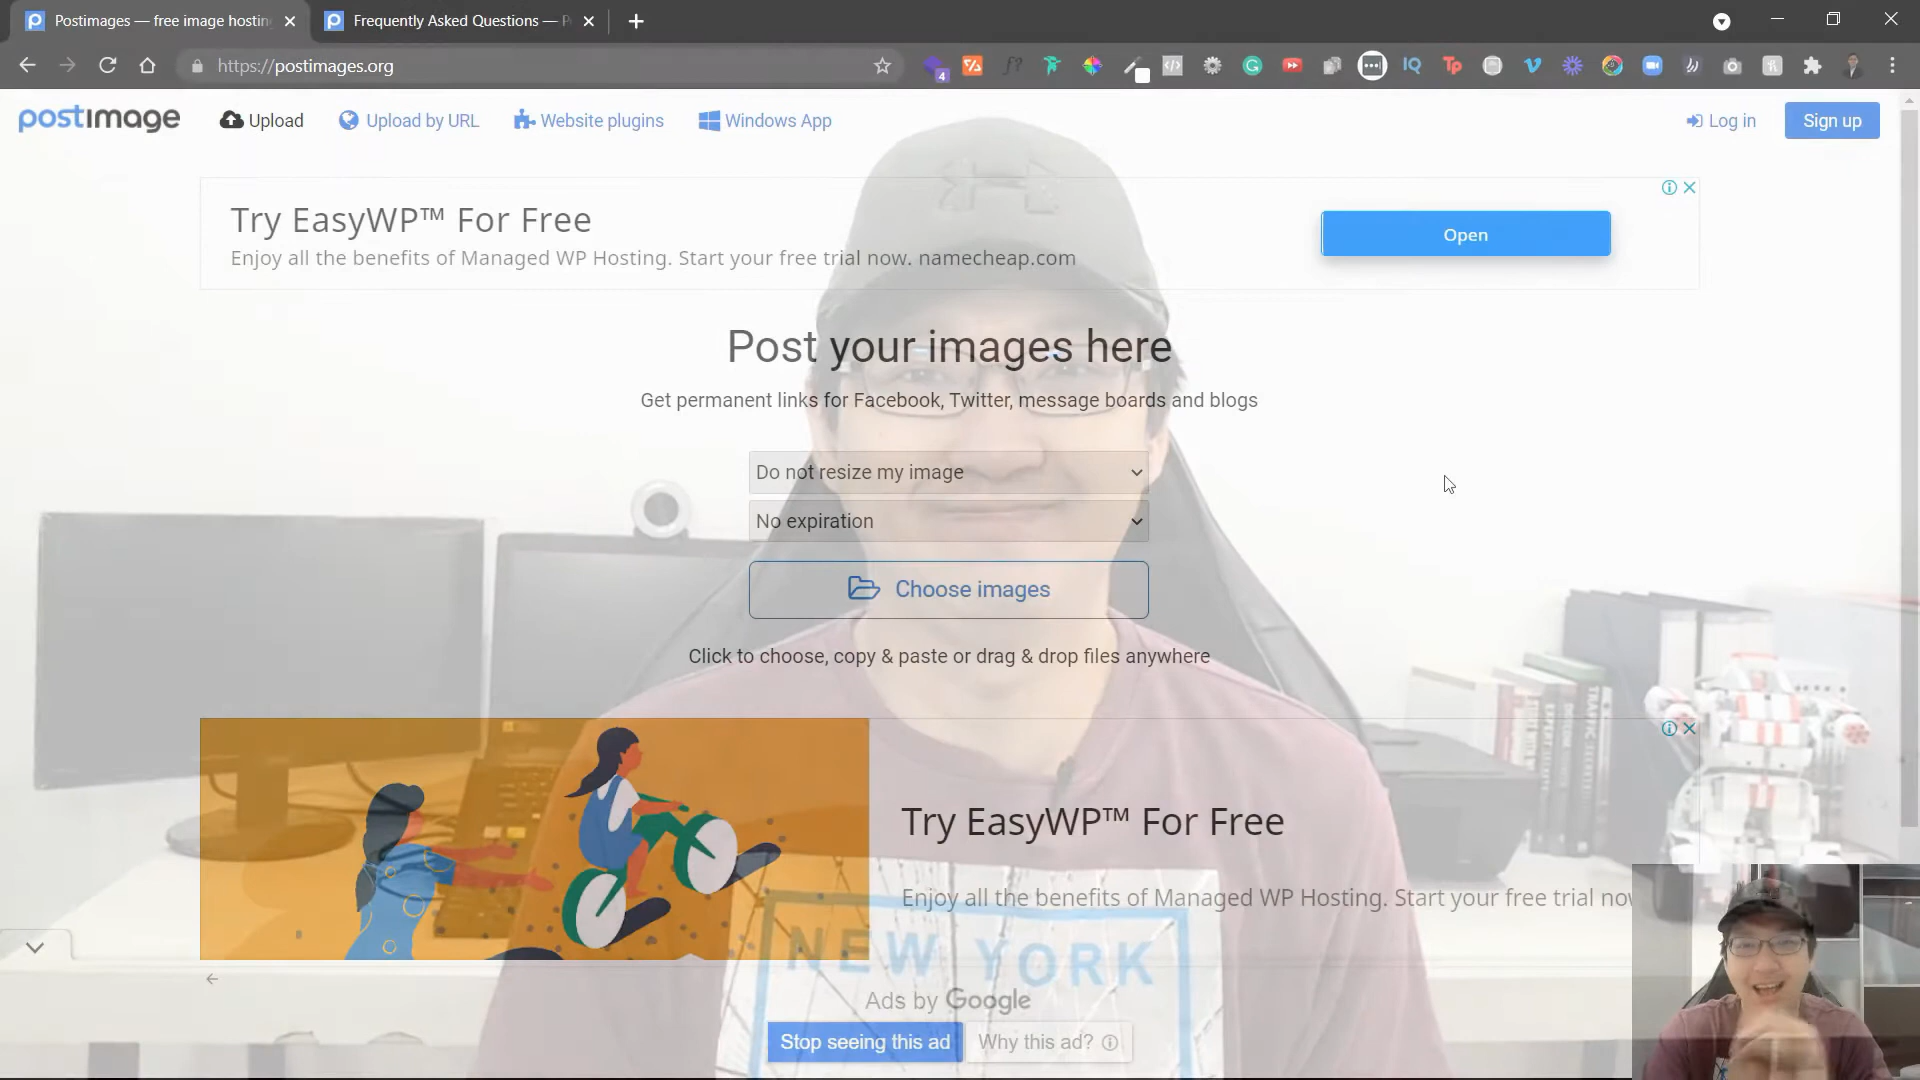 Postimages — free image hostin
Frequently Asked Questions — P
https://postimages.org
4
postimage
Upload
Upload by URL
Website plugins
Windows App
Log in
Sign up
Try EasyWP™ For Free
Enjoy all the benefits of Managed WP Hosting. Start your free trial now. namecheap.com
Open
Post your images here
Get permanent links for Facebook, Twitter, message boards and blogs
Do not resize my image
No expiration
Choose images
Click to choose, copy & paste or drag & drop files anywhere
Try EasyWP™ For Free
Enjoy all the benefits of Managed WP Hosting. Start your free trial now
NEW YORK
Ads by Google
Stop seeing this ad
Why this ad?